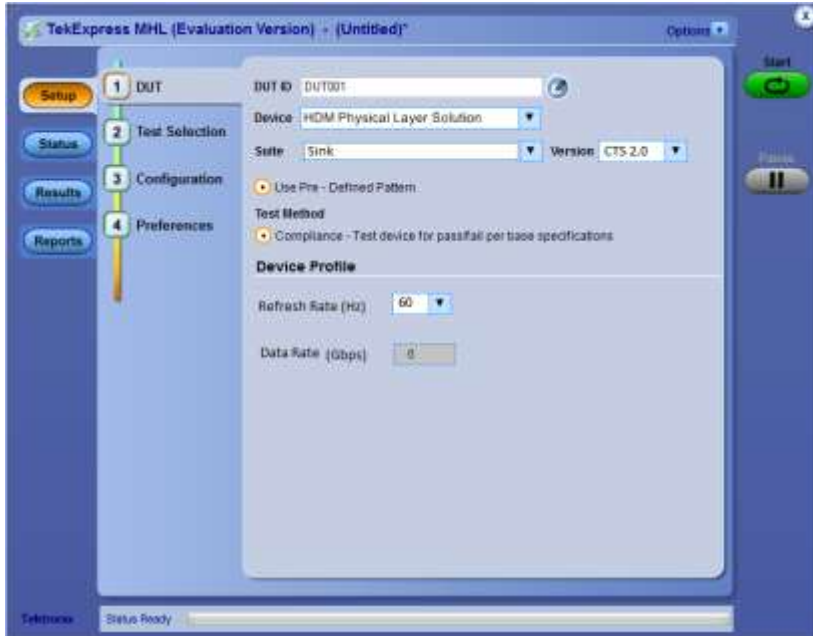 TekExpress MHL (Evaluation Version) - (Untitled)*
Options
x
Start
Setup
Status
Results
Reports
1 DUT
2 Test Selection
3 Configuration
4 Preferences
DUT ID DUT001
Device HDM Physical Layer Solution
Suite Sink Version CTS 2.0
Use Pre - Defined Pattern
Test Method
Compliance - Test device for pass/fail per base specifications
Device Profile
Refresh Rate (Hz) 60
Data Rate (Gbps)
Pause
Tektronix
Status Ready